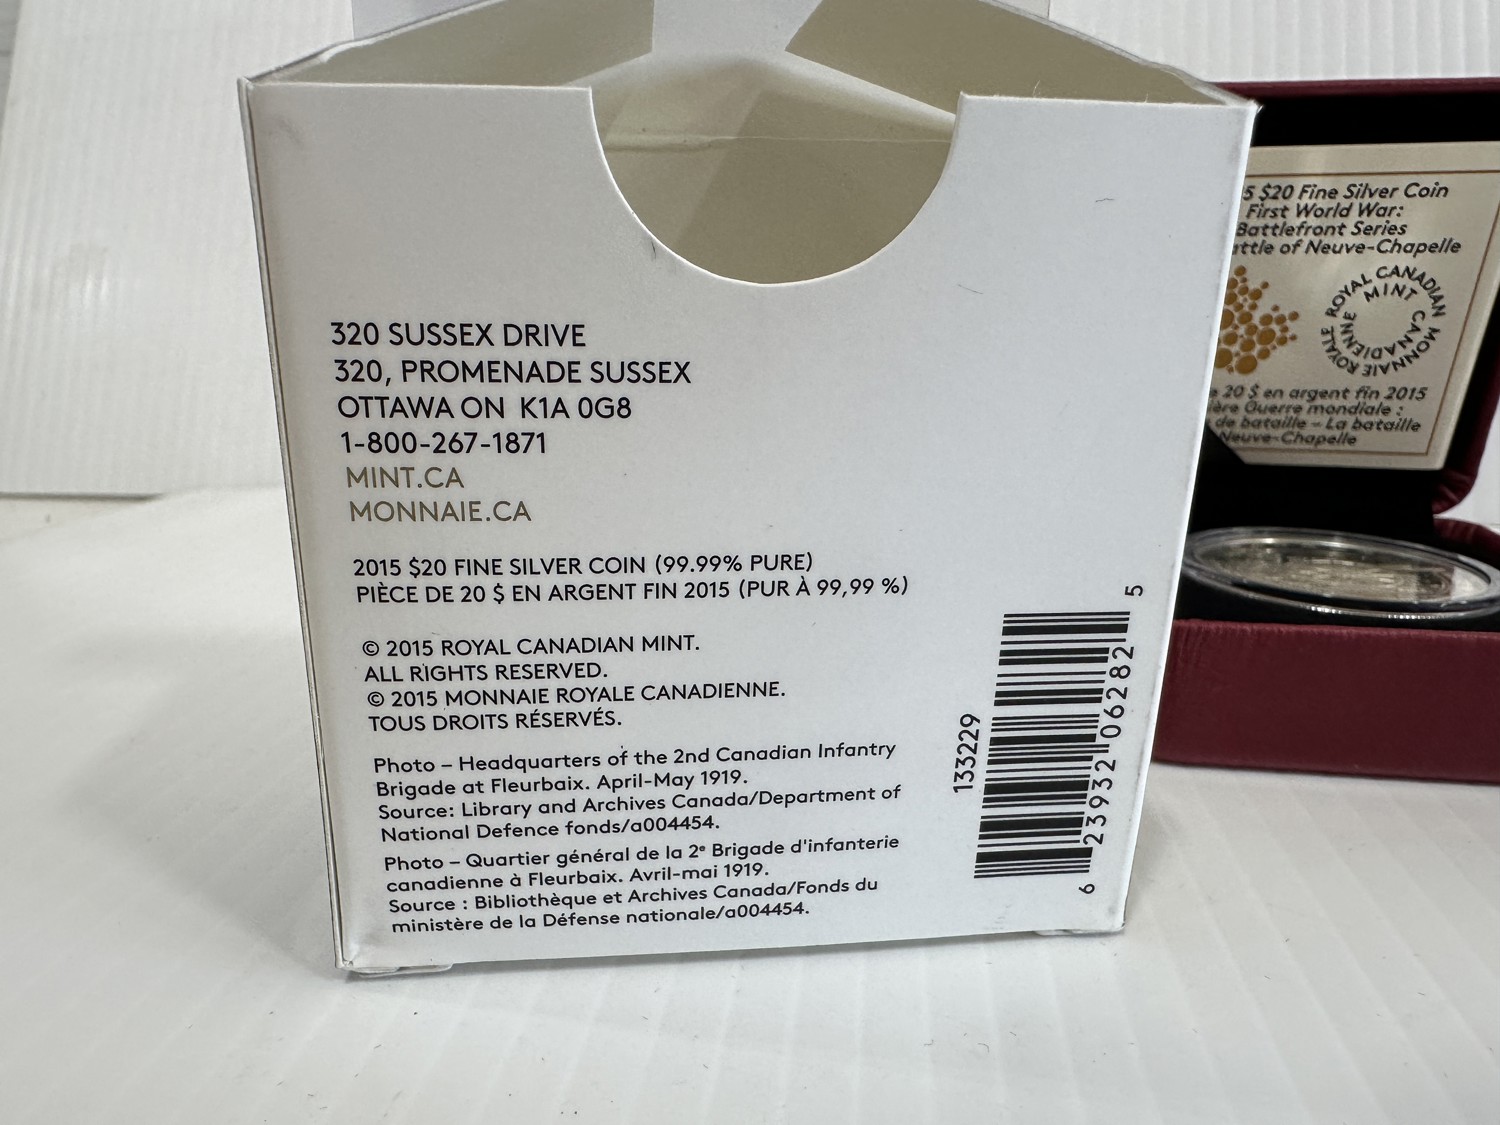 320 SUSSEX DRIVE
320, PROMENADE SUSSEX
OTTAWA ON K1A 0G8
1-800-267-1871
MINT.CA
MONNAIE.CA
2015 $20 FINE SILVER COIN (99.99% PURE)
PIÈCE DE 20 $ EN ARGENT FIN 2015 (PUR À 99,99 %)
© 2015 ROYAL CANADIAN MINT.
ALL RIGHTS RESERVED.
© 2015 MONNAIE ROYALE CANADIENNE.
TOUS DROITS RÉSERVÉS.
Photo – Headquarters of the 2nd Canadian Infantry
Brigade at Fleurbaix. April-May 1919.
Source: Library and Archives Canada/Department of
National Defence fonds/a004454.
Photo – Quartier général de la 2e Brigade d'infanterie
canadienne à Fleurbaix. Avril-mai 1919.
Source : Bibliothèque et Archives Canada/Fonds du
ministère de la Défense nationale/a004454.
133229
6 23932 06282 5
5 $20 Fine Silver Coin
First World War:
Battlefront Series
ttle of Neuve-Chapelle
ROYAL CANADIAN MINT
MONNAIE ROYALE CANADIENNE
20 $ en argent fin 2015
ère Guerre mondiale :
de bataille – La bataille
Neuve-Chapelle